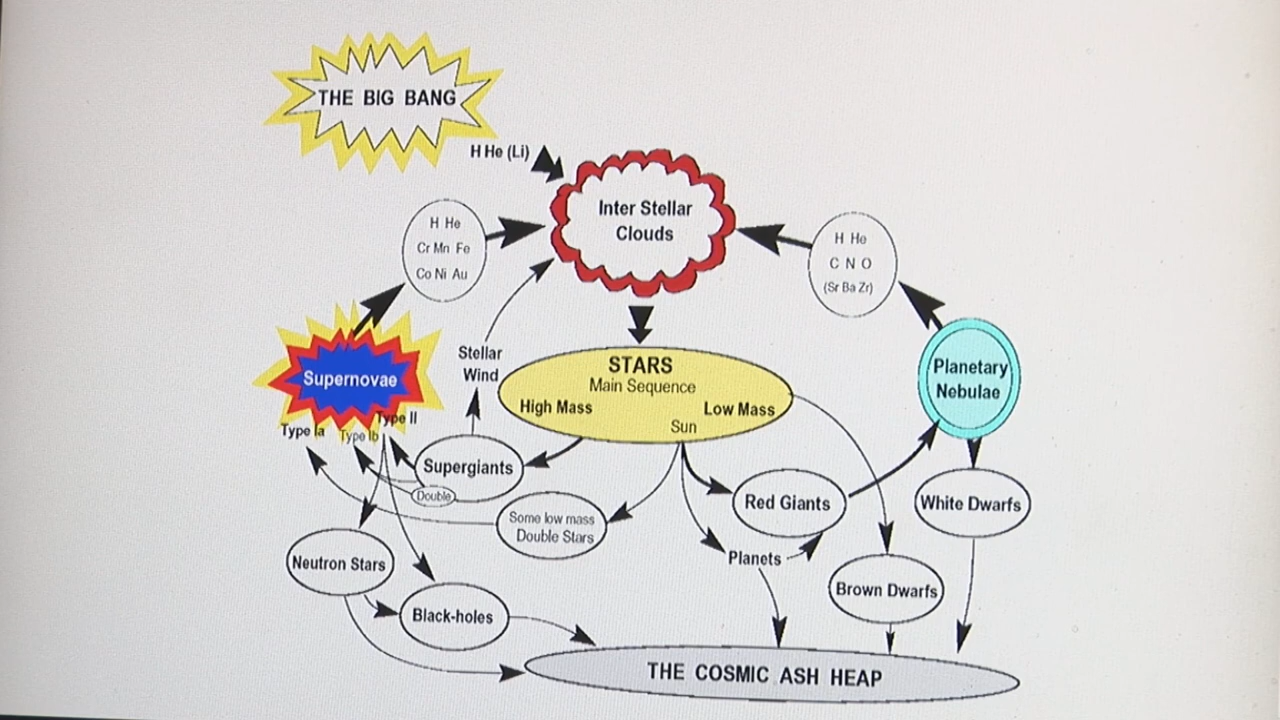 THE BIG BANG
H He (Li)
Inter Stellar
Clouds
H He
Cr Mn Fe
Co Ni Au
H He
C N O
(Sr Ba Zr)
Supernovae
Type II
Type Ia
Type Ib
Stellar
Wind
STARS
Main Sequence
High Mass
Low Mass
Sun
Planetary
Nebulae
Supergiants
Double
Some low mass
Double Stars
Red Giants
White Dwarfs
Planets
Neutron Stars
Black-holes
Brown Dwarfs
THE COSMIC ASH HEAP